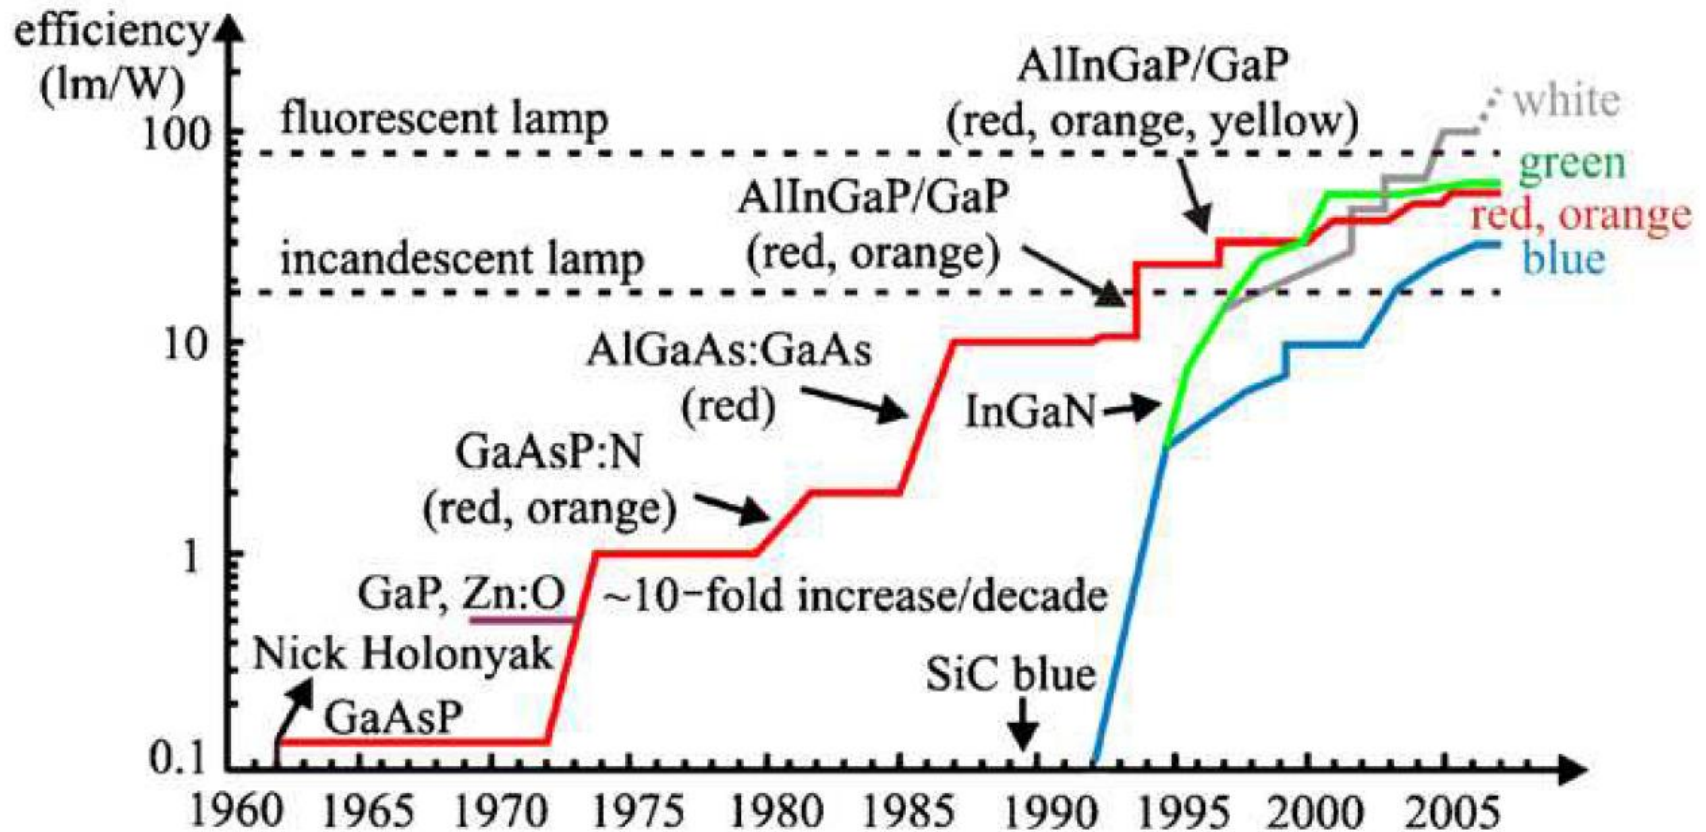 efficiency
(lm/W)
100
10
1
0.1
fluorescent lamp
incandescent lamp
AlInGaP/GaP
(red, orange, yellow)
AlInGaP/GaP
(red, orange)
AlGaAs:GaAs
(red)
InGaN
GaAsP:N
(red, orange)
GaP, Zn:O
~10-fold increase/decade
Nick Holonyak
GaAsP
SiC blue
white
green
red, orange
blue
1960 1965 1970 1975 1980 1985 1990 1995 2000 2005